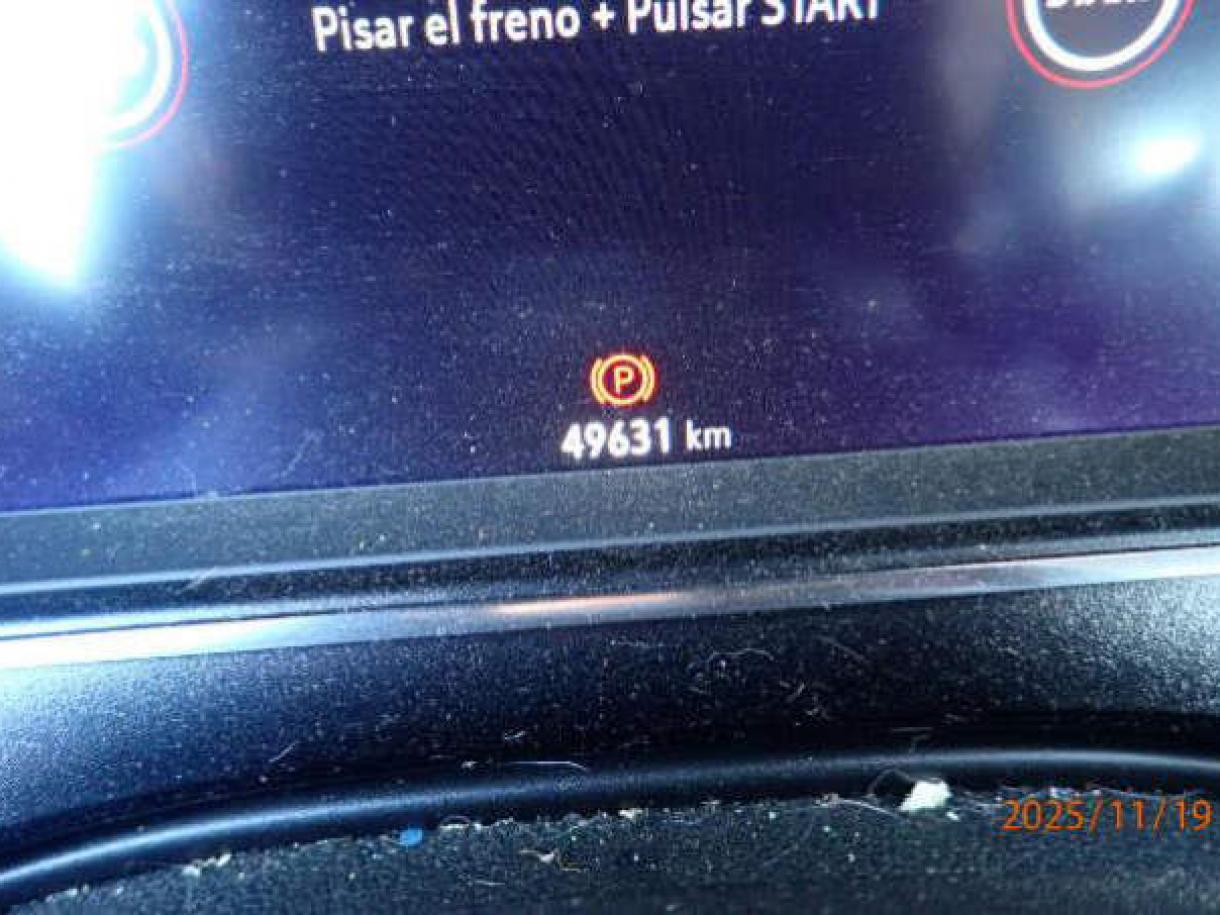 Pisar el freno + Pulsar START
P
49631 km
2025/11/19